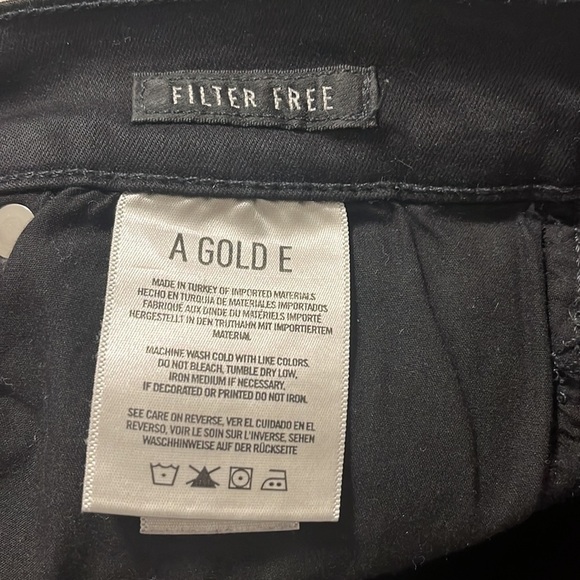 FILTER FREE
A GOLD E
MADE IN TURKEY OF IMPORTED MATERIALS
HECHO EN TURQUIA DE MATERIALES IMPORTADOS
FABRIQUÉ AUX DINDE DU MATÉRIELS IMPORTÉ
HERGESTELLT IN DEN TRUTHAHN MIT IMPORTIERTEM
MATERIAL.
MACHINE WASH COLD WITH LIKE COLORS.
DO NOT BLEACH, TUMBLE DRY LOW,
IRON MEDIUM IF NECESSARY.
IF DECORATED OR PRINTED DO NOT IRON.
SEE CARE ON REVERSE, VER EL CUIDADO EN EL
REVERSO, VOIR LE SOIN SUR L'INVERSE, SEHEN
WASCHHINWEISE AUF DER RÜCKSEITE